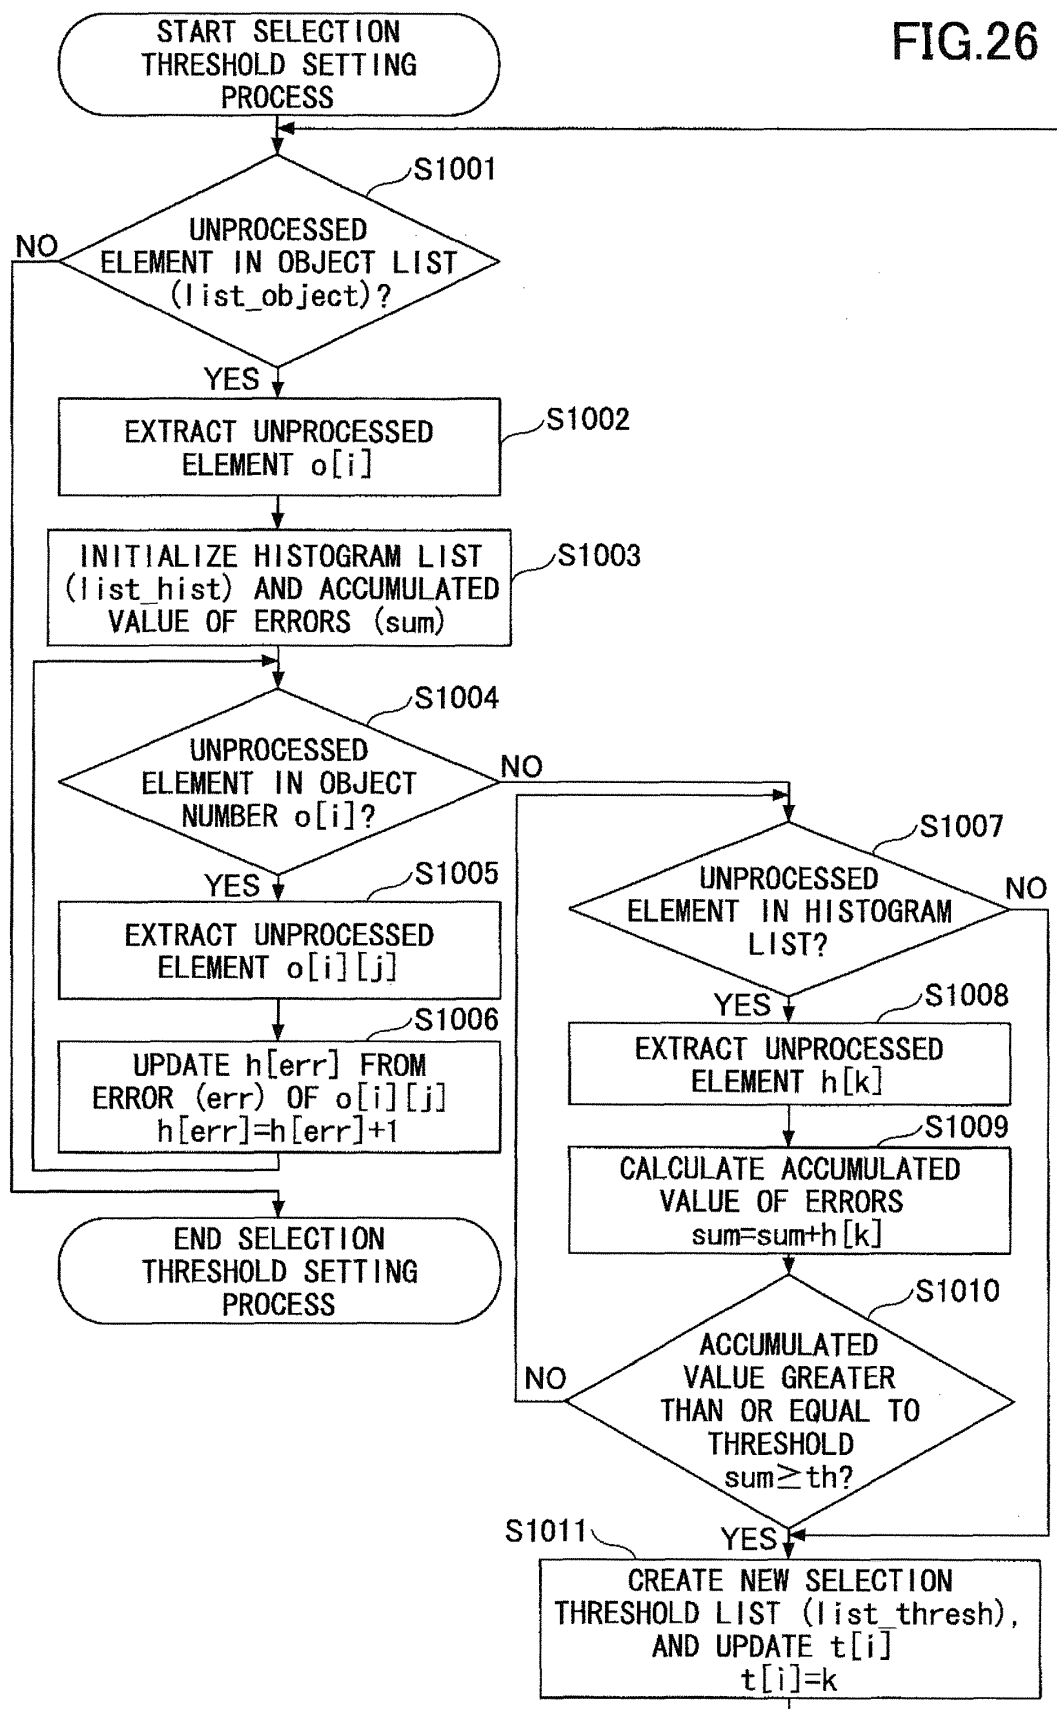 FIG.26
START SELECTION
THRESHOLD SETTING
PROCESS
S1001
UNPROCESSED
ELEMENT IN OBJECT LIST
(list_object)?
NO
YES
S1002
EXTRACT UNPROCESSED
ELEMENT o[i]
S1003
INITIALIZE HISTOGRAM LIST
(list_hist) AND ACCUMULATED
VALUE OF ERRORS (sum)
S1004
UNPROCESSED
ELEMENT IN OBJECT
NUMBER o[i]?
NO
YES
S1005
EXTRACT UNPROCESSED
ELEMENT o[i][j]
S1006
UPDATE h[err] FROM
ERROR (err) OF o[i][j]
h[err]=h[err]+1
END SELECTION
THRESHOLD SETTING
PROCESS
S1007
UNPROCESSED
ELEMENT IN HISTOGRAM
LIST?
NO
YES
S1008
EXTRACT UNPROCESSED
ELEMENT h[k]
S1009
CALCULATE ACCUMULATED
VALUE OF ERRORS
sum=sum+h[k]
S1010
ACCUMULATED
VALUE GREATER
THAN OR EQUAL TO
THRESHOLD
sum≧th?
NO
YES
S1011
CREATE NEW SELECTION
THRESHOLD LIST (list_thresh),
AND UPDATE t[i]
t[i]=k